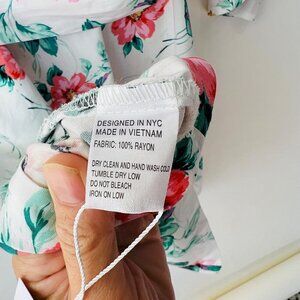 DESIGNED IN NYC
MADE IN VIETNAM
FABRIC: 100% RAYON
DRY CLEAN AND HAND WASH COLD
TUMBLE DRY LOW
DO NOT BLEACH
IRON ON LOW